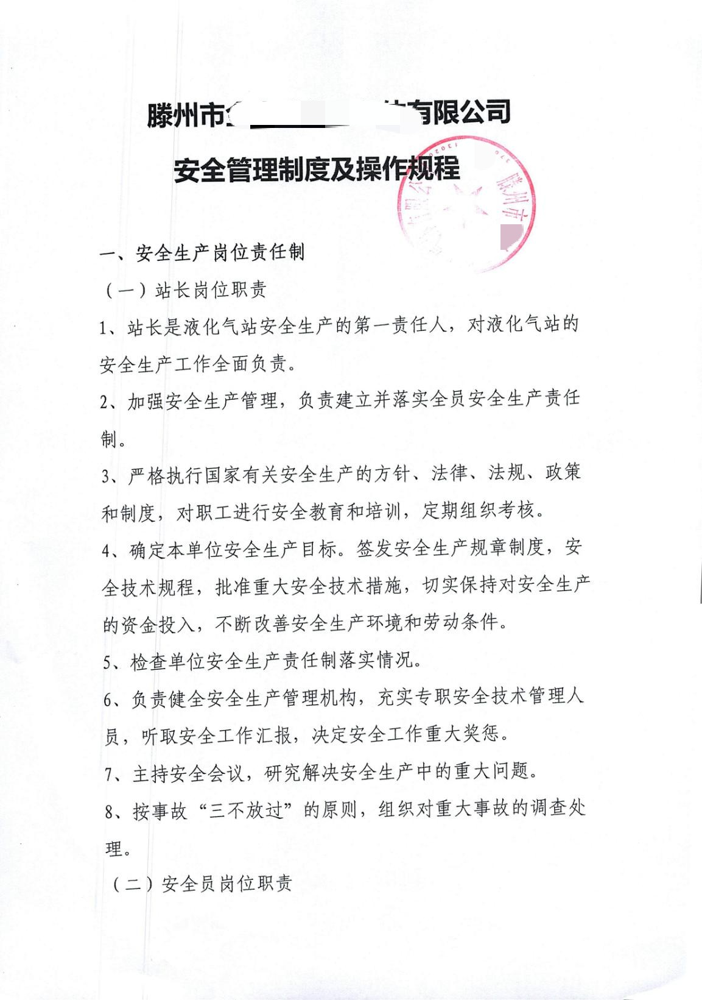 滕州市 有限公司
安全管理制度及操作规程
滕州市
有限公
一、安全生产岗位责任制
（一）站长岗位职责
1、站长是液化气站安全生产的第一责任人，对液化气站的
安全生产工作全面负责。
2、加强安全生产管理，负责建立并落实全员安全生产责任
制。
3、严格执行国家有关安全生产的方针、法律、法规、政策
和制度，对职工进行安全教育和培训，定期组织考核。
4、确定本单位安全生产目标。签发安全生产规章制度，安
全技术规程，批准重大安全技术措施，切实保持对安全生产
的资金投入，不断改善安全生产环境和劳动条件。
5、检查单位安全生产责任制落实情况。
6、负责健全安全生产管理机构，充实专职安全技术管理人
员，听取安全工作汇报，决定安全工作重大奖惩。
7、主持安全会议，研究解决安全生产中的重大问题。
8、按事故“三不放过”的原则，组织对重大事故的调查处
理。
（二）安全员岗位职责